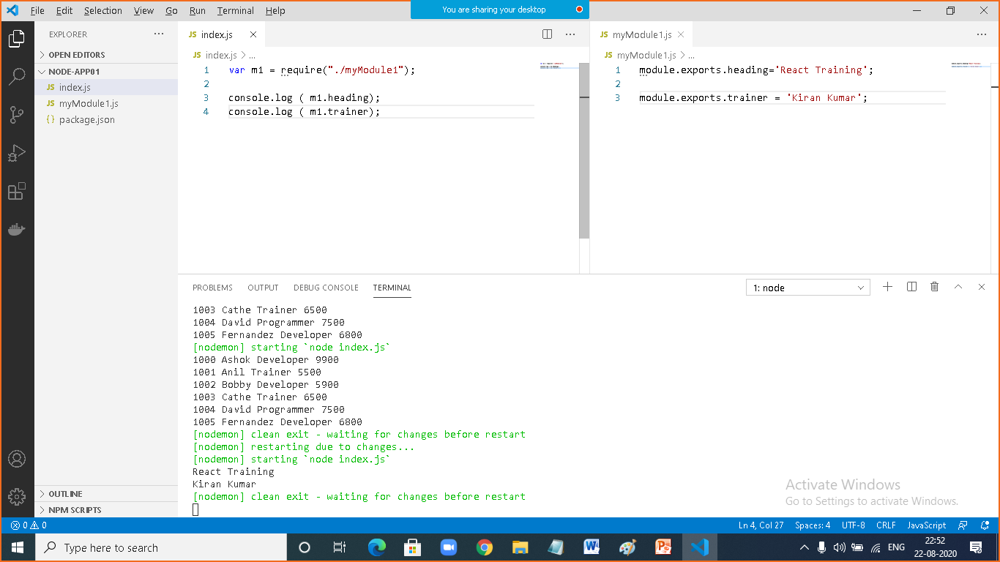 File Edit Selection View Go Run Terminal Help
You are sharing your desktop
EXPLORER
OPEN EDITORS
NODE-APP01
JS index.js
JS myModule1.js
{} package.json
OUTLINE
NPM SCRIPTS
JS index.js
JS index.js > ...
1 var m1 = require("./myModule1");
2
3 console.log ( m1.heading);
4 console.log ( m1.trainer);
JS myModule1.js
JS myModule1.js > ...
1 module.exports.heading='React Training';
2
3 module.exports.trainer = 'Kiran Kumar';
PROBLEMS OUTPUT DEBUG CONSOLE TERMINAL
1: node
1003 Cathe Trainer 6500
1004 David Programmer 7500
1005 Fernandez Developer 6800
[nodemon] starting `node index.js`
1000 Ashok Developer 9900
1001 Anil Trainer 5500
1002 Bobby Developer 5900
1003 Cathe Trainer 6500
1004 David Programmer 7500
1005 Fernandez Developer 6800
[nodemon] clean exit - waiting for changes before restart
[nodemon] restarting due to changes...
[nodemon] starting `node index.js`
React Training
Kiran Kumar
[nodemon] clean exit - waiting for changes before restart
Activate Windows
Go to Settings to activate Windows.
0 0
Ln 4, Col 27 Spaces: 4 UTF-8 CRLF JavaScript
Type here to search
ENG
22:52
22-08-2020